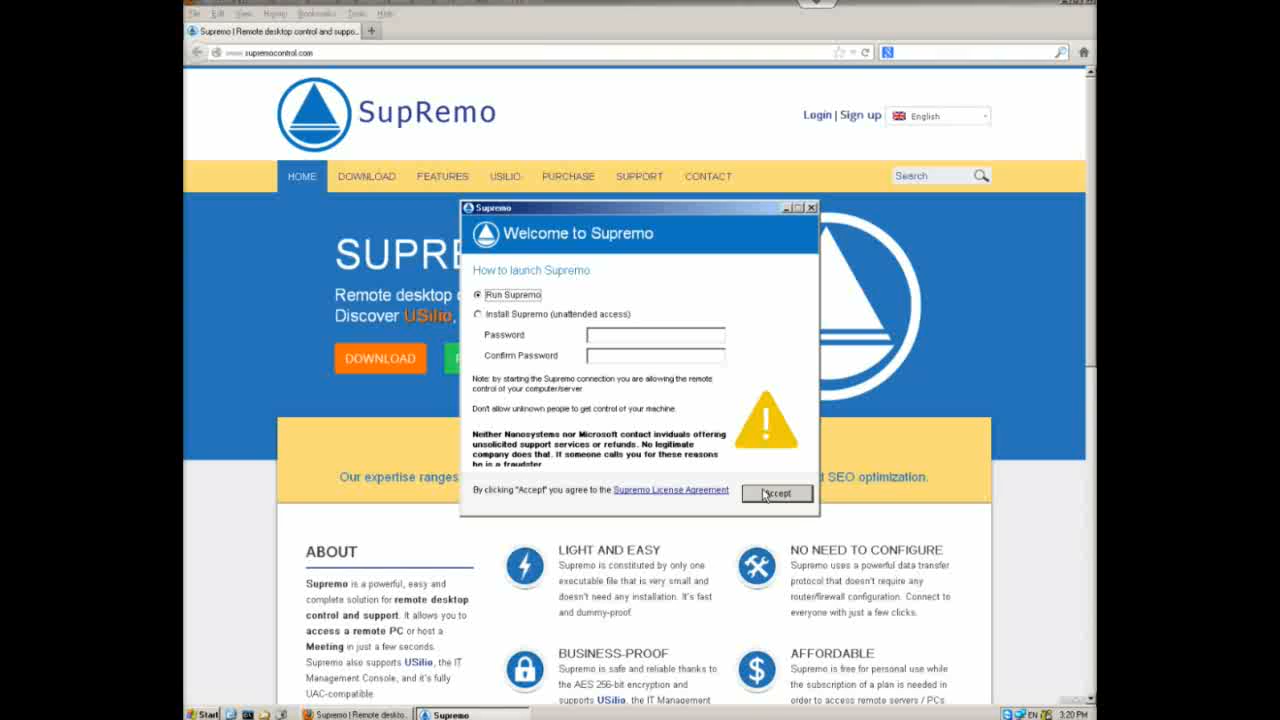 File Edit View History Bookmarks Tools Help
Supremo | Remote desktop control and suppo...
www.supremocontrol.com
SupRemo
Login | Sign up
English
HOME DOWNLOAD FEATURES USILIO PURCHASE SUPPORT CONTACT
Search
Supremo
Welcome to Supremo
SUPRE
Remote desktop
Discover USilio,
DOWNLOAD
How to launch Supremo
Run Supremo
Install Supremo (unattended access)
Password
Confirm Password
Note: by starting the Supremo connection you are allowing the remote
control of your computer/server.
Don't allow unknown people to get control of your machine.
Neither Nanosystems nor Microsoft contact inviduals offering
unsolicited support services or refunds. No legitimate
company does that. If someone calls you for these reasons
he is a fraudster
By clicking "Accept" you agree to the Supremo License Agreement
Accept
Our expertise ranges
SEO optimization.
ABOUT
Supremo is a powerful, easy and
complete solution for remote desktop
control and support. It allows you to
access a remote PC or host a
Meeting in just a few seconds.
Supremo also supports USilio, the IT
Management Console, and it's fully
UAC-compatible.
LIGHT AND EASY
Supremo is constituted by only one
executable file that is very small and
doesn't need any installation. It's fast
and dummy-proof.
NO NEED TO CONFIGURE
Supremo uses a powerful data transfer
protocol that doesn't require any
router/firewall configuration. Connect to
everyone with just a few clicks.
BUSINESS-PROOF
Supremo is safe and reliable thanks to
the AES 256-bit encryption and
supports USilio, the IT Management
AFFORDABLE
Supremo is free for personal use while
the subscription of a plan is needed in
order to access remote servers / PCs
Start
Supremo | Remote deskto...
Supremo
EN
3:20 PM